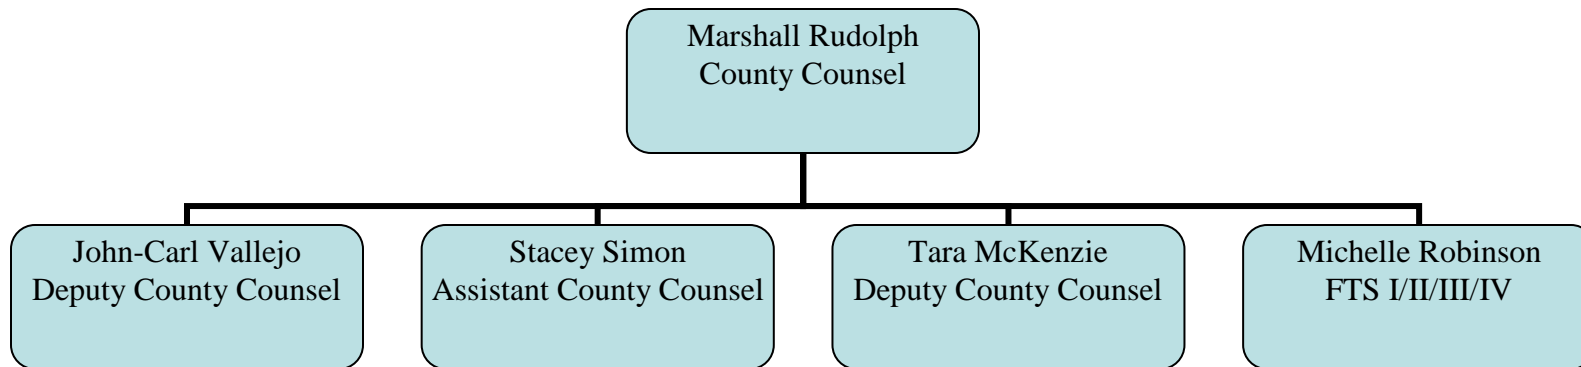 Marshall Rudolph
County Counsel
John-Carl Vallejo
Deputy County Counsel
Stacey Simon
Assistant County Counsel
Tara McKenzie
Deputy County Counsel
Michelle Robinson
FTS I/II/III/IV